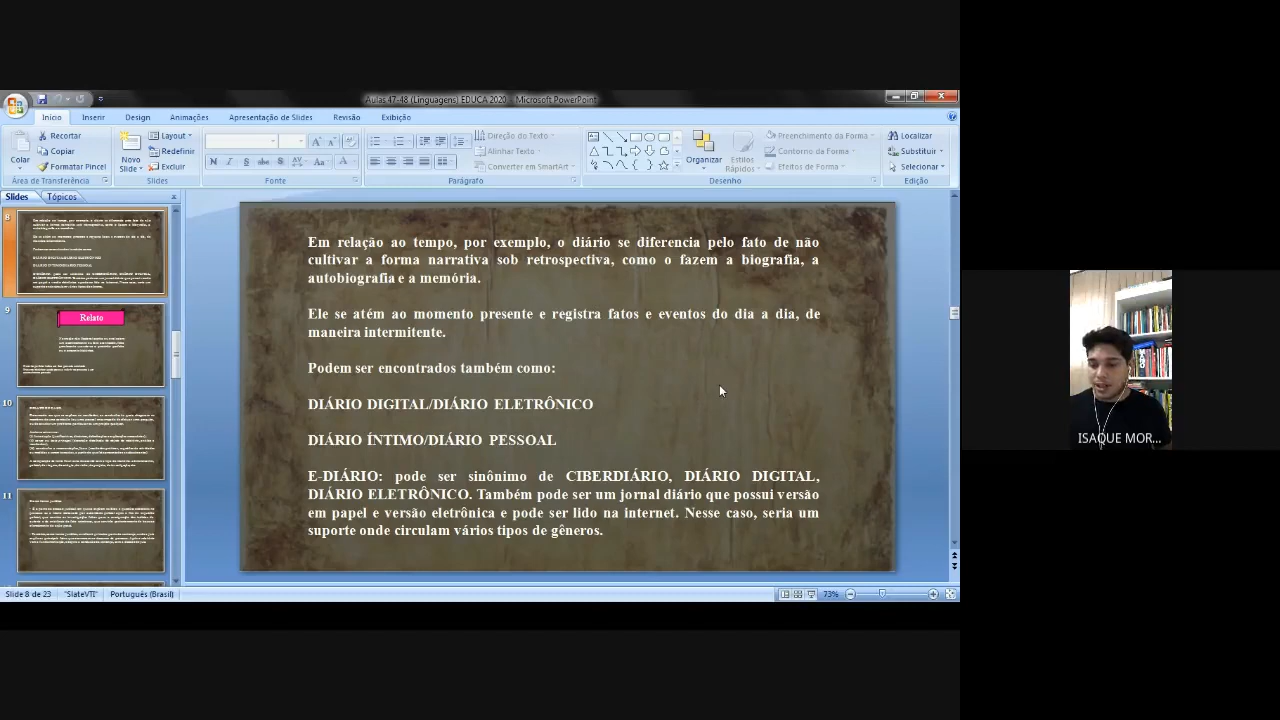 Aulas 47-48 (Linguagens) EDUCA 2020 - Microsoft PowerPoint
Início Inserir Design Animações Apresentação de Slides Revisão Exibição
Colar
Recortar
Copiar
Formatar Pincel
Área de Transferência
Novo Slide
Layout
Redefinir
Excluir
Slides
Fonte
Direção do Texto
Alinhar Texto
Converter em SmartArt
Parágrafo
Organizar
Estilos Rápidos
Preenchimento da Forma
Contorno da Forma
Efeitos de Forma
Desenho
Localizar
Substituir
Selecionar
Edição
Slides Tópicos
8
9
Relato
10
11
Em relação ao tempo, por exemplo, o diário se diferencia pelo fato de não
cultivar a forma narrativa sob retrospectiva, como o fazem a biografia, a
autobiografia e a memória.
Ele se atém ao momento presente e registra fatos e eventos do dia a dia, de
maneira intermitente.
Podem ser encontrados também como:
DIÁRIO DIGITAL/DIÁRIO ELETRÔNICO
DIÁRIO ÍNTIMO/DIÁRIO PESSOAL
E-DIÁRIO: pode ser sinônimo de CIBERDIÁRIO, DIÁRIO DIGITAL,
DIÁRIO ELETRÔNICO. Também pode ser um jornal diário que possui versão
em papel e versão eletrônica e pode ser lido na internet. Nesse caso, seria um
suporte onde circulam vários tipos de gêneros.
ISAQUE MOR...
Slide 8 de 23 "SlateVTI" Português (Brasil) 73%